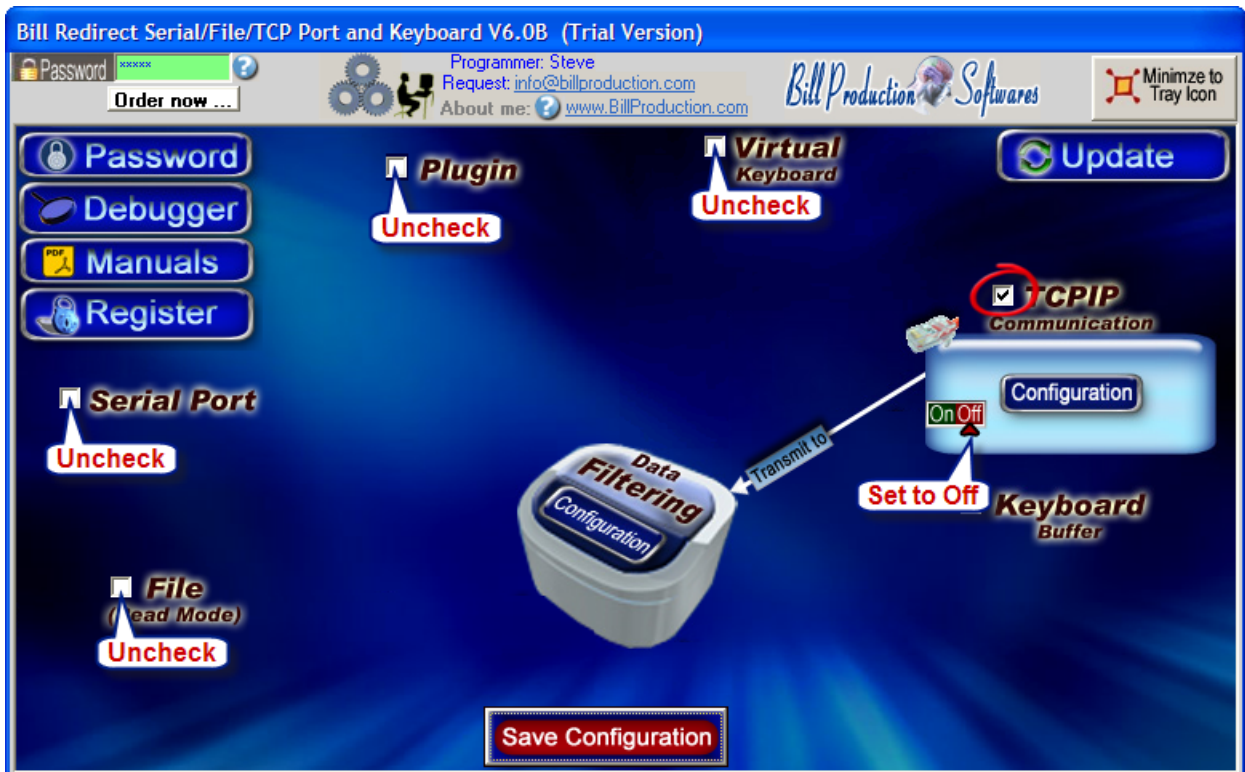 Bill Redirect Serial/File/TCP Port and Keyboard V6.0B (Trial Version)
Password *****
Order now ...
Programmer: Steve
Request: info@billproduction.com
About me: www.BillProduction.com
Bill Production Softwares
Minimze to
Tray Icon
Password
Debugger
PDF
Manuals
Register
Plugin
Uncheck
Virtual
Keyboard
Uncheck
Update
TCPIP
Communication
Configuration
On Off
Set to Off
Transmit to
Serial Port
Uncheck
Data
Filtering
Configuration
Keyboard
Buffer
File
Mode)
Uncheck
Save Configuration